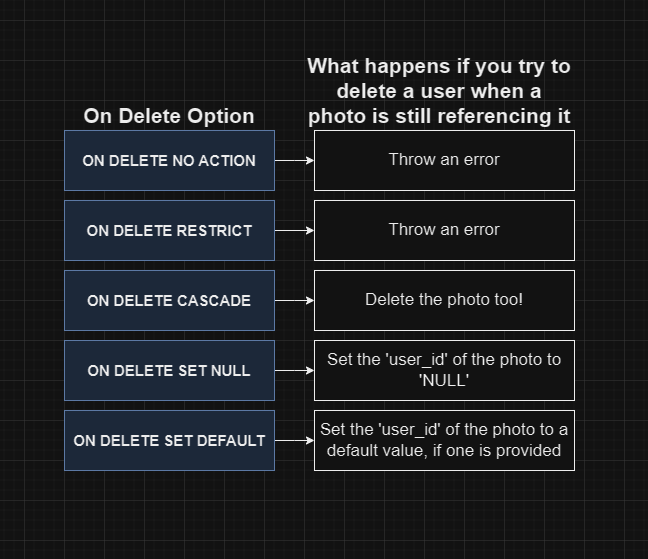 On Delete Option
What happens if you try to
delete a user when a
photo is still referencing it
ON DELETE NO ACTION
Throw an error
ON DELETE RESTRICT
Throw an error
ON DELETE CASCADE
Delete the photo too!
ON DELETE SET NULL
Set the 'user_id' of the photo to
'NULL'
ON DELETE SET DEFAULT
Set the 'user_id' of the photo to a
default value, if one is provided